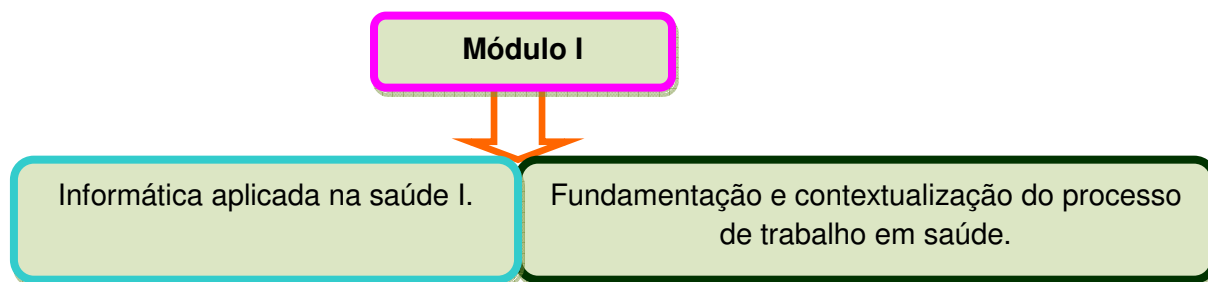 Módulo I
Informática aplicada na saúde I.
Fundamentação e contextualização do processo
de trabalho em saúde.